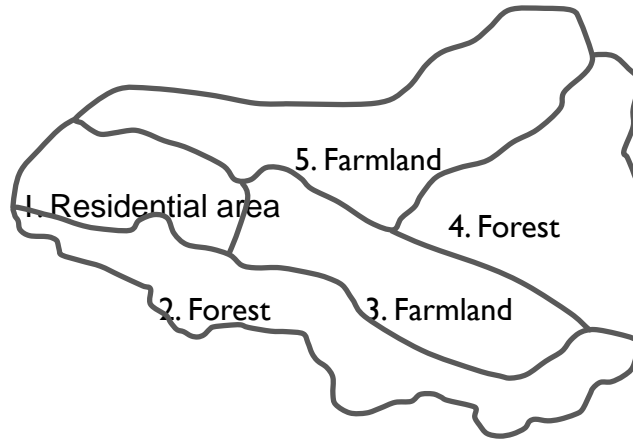 5. Farmland
1. Residential area
4. Forest
2. Forest
3. Farmland